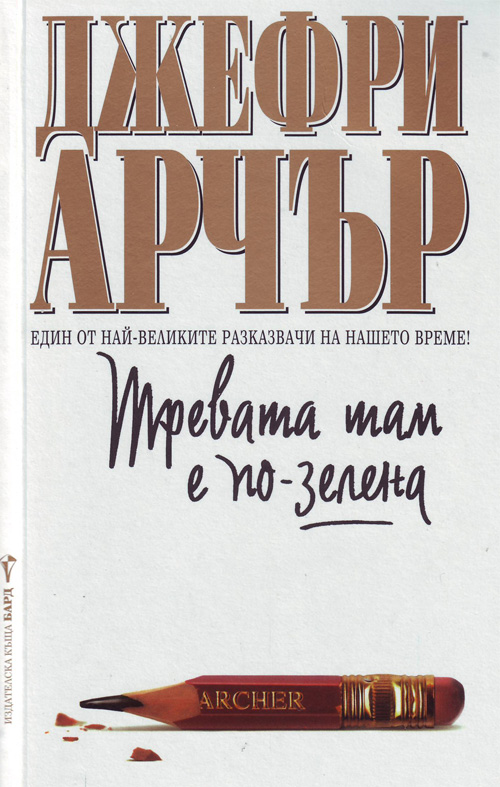 ДЖЕФРИ
АРЧЪР
ЕДИН ОТ НАЙ-ВЕЛИКИТЕ РАЗКАЗВАЧИ НА НАШЕТО ВРЕМЕ!
Тревата там
е по-зелена
ARCHER
ИЗДАТЕЛСКА КЪЩА БАРД